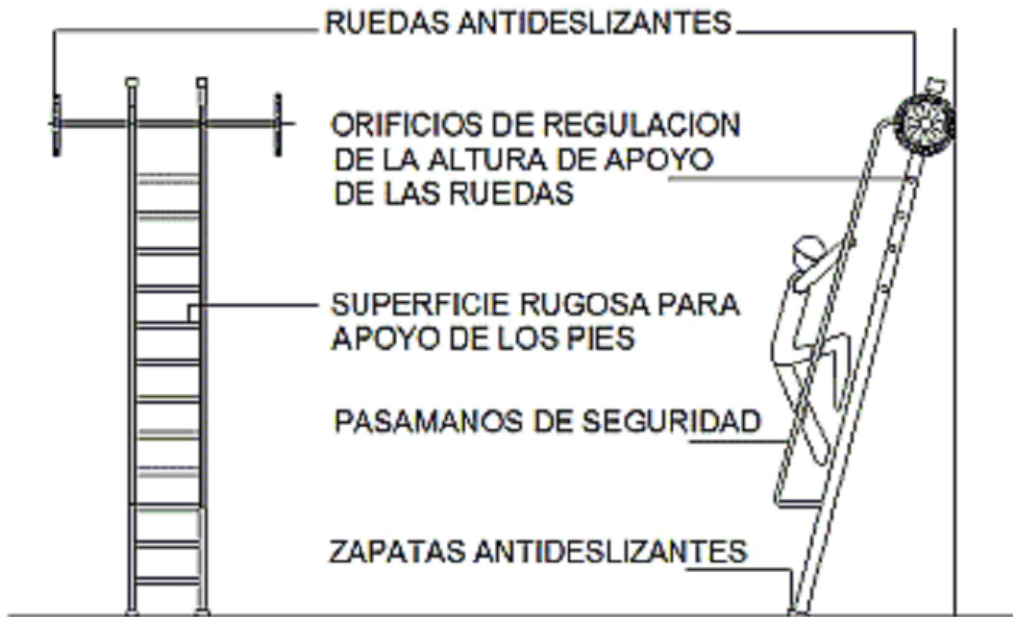 RUEDAS ANTIDESLIZANTES
ORIFICIOS DE REGULACION
DE LA ALTURA DE APOYO
DE LAS RUEDAS
SUPERFICIE RUGOSA PARA
APOYO DE LOS PIES
PASAMANOS DE SEGURIDAD
ZAPATAS ANTIDESLIZANTES